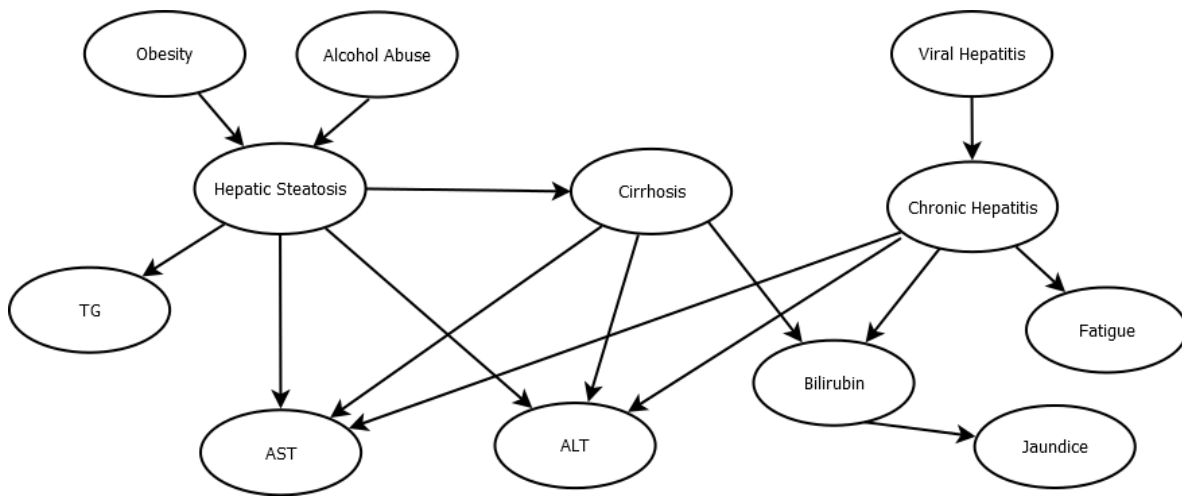 Obesity
Alcohol Abuse
Viral Hepatitis
Hepatic Steatosis
Cirrhosis
Chronic Hepatitis
TG
Fatigue
Bilirubin
AST
ALT
Jaundice